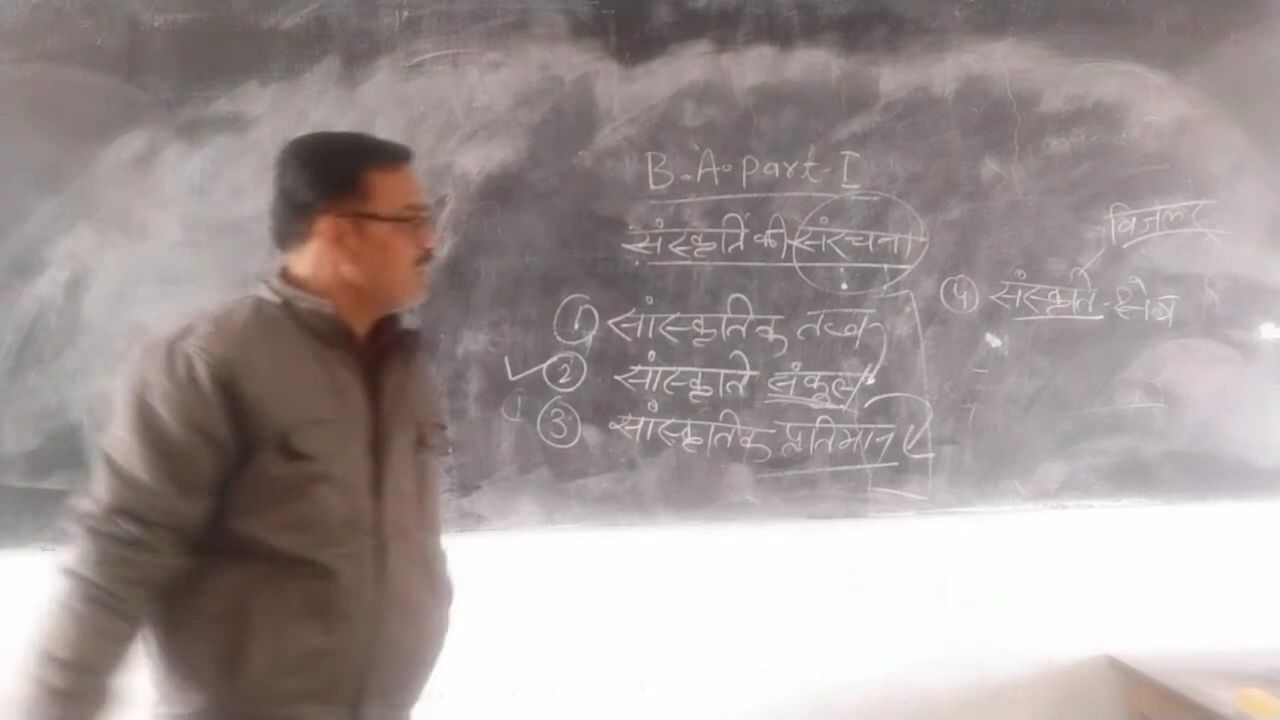 B.A. Part-I
संस्कृति की संरचना
① सांस्कृतिक तत्व
② सांस्कृति संकुल
③ सांस्कृतिक प्रतिमान
④ संस्कृति-क्षेत्र